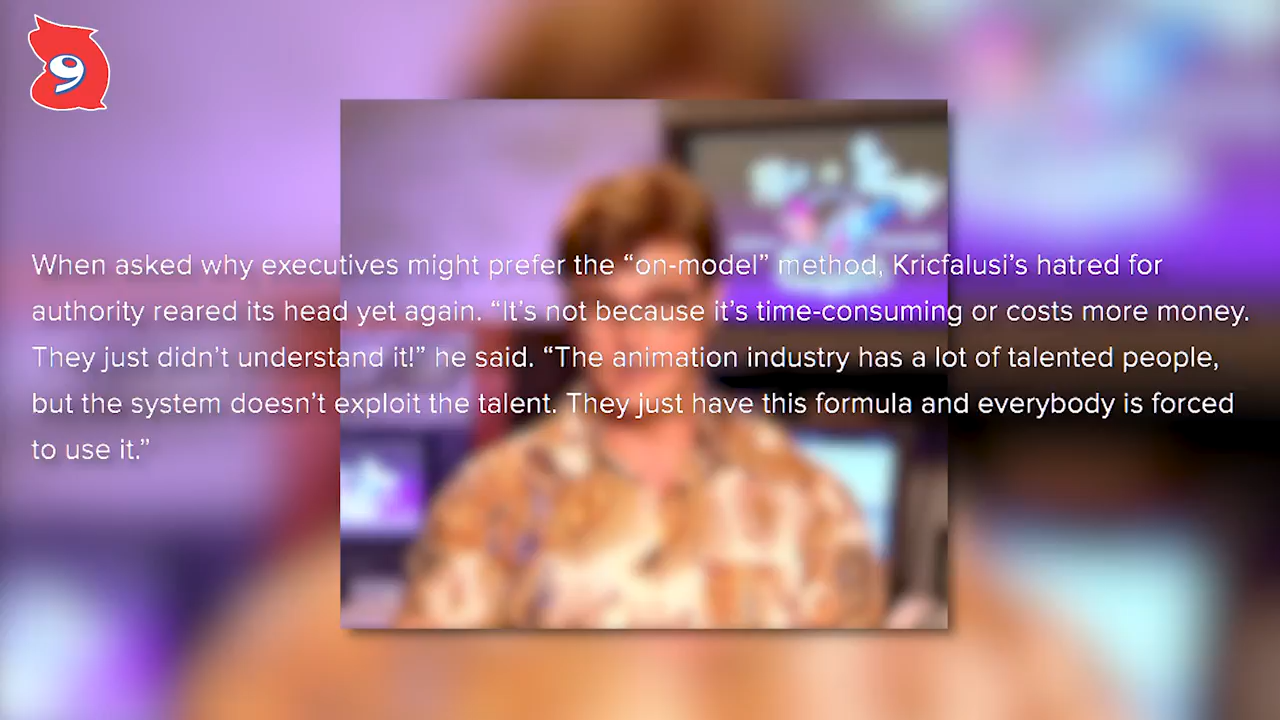 9
When asked why executives might prefer the “on-model” method, Kricfalusi’s hatred for
authority reared its head yet again. “It’s not because it’s time-consuming or costs more money.
They just didn’t understand it!” he said. “The animation industry has a lot of talented people,
but the system doesn’t exploit the talent. They just have this formula and everybody is forced
to use it.”